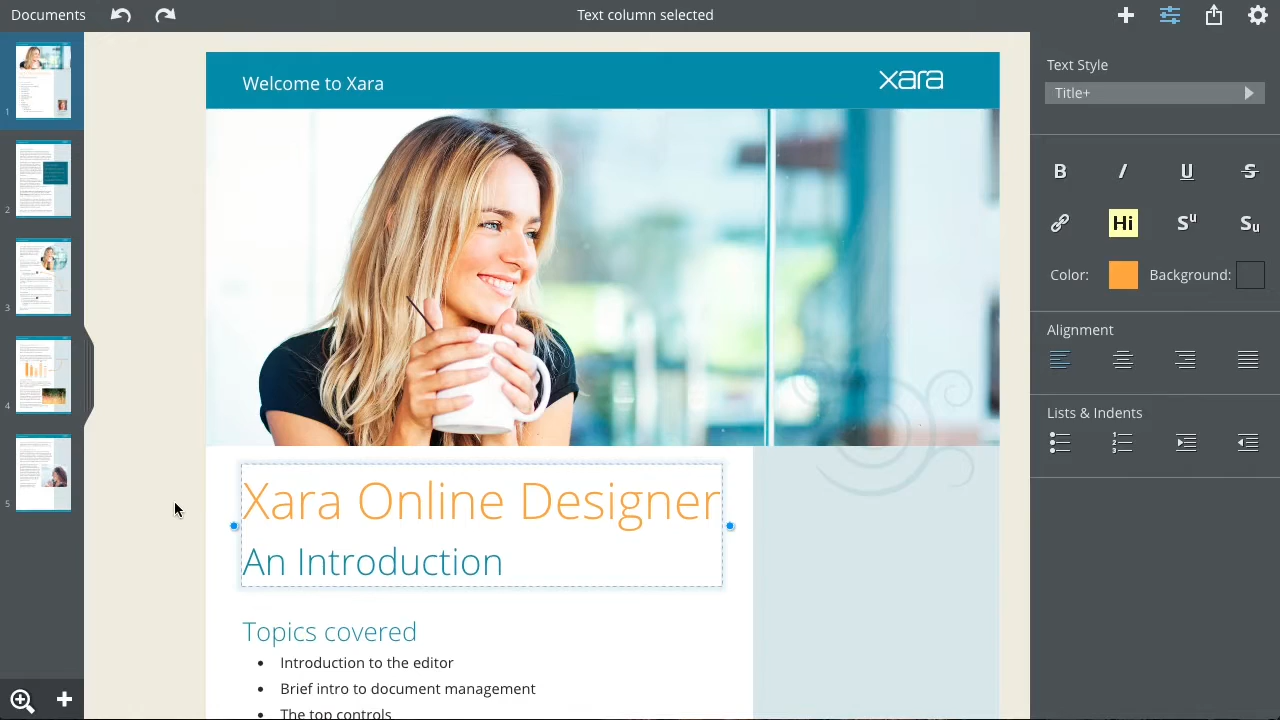 Documents
Text column selected
Welcome to Xara
xara
Xara Online Designer
An Introduction
Topics covered
• Introduction to the editor
• Brief intro to document management
• The top controls
1
2
3
4
5
Text Style
Title+
B I U S
Hi Su Su
Color: Background:
Alignment
Lists & Indents